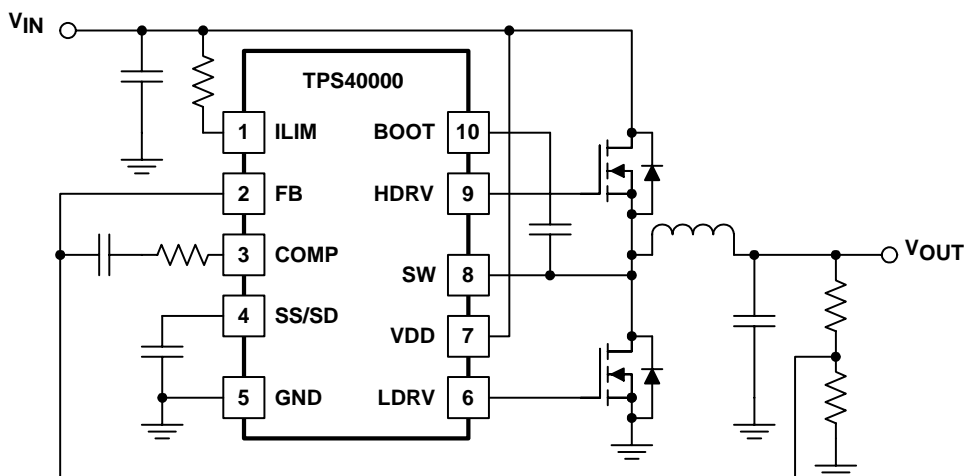 VIN
TPS40000
1 ILIM
BOOT 10
2 FB
HDRV 9
3 COMP
SW 8
VOUT
4 SS/SD
VDD 7
5 GND
LDRV 6